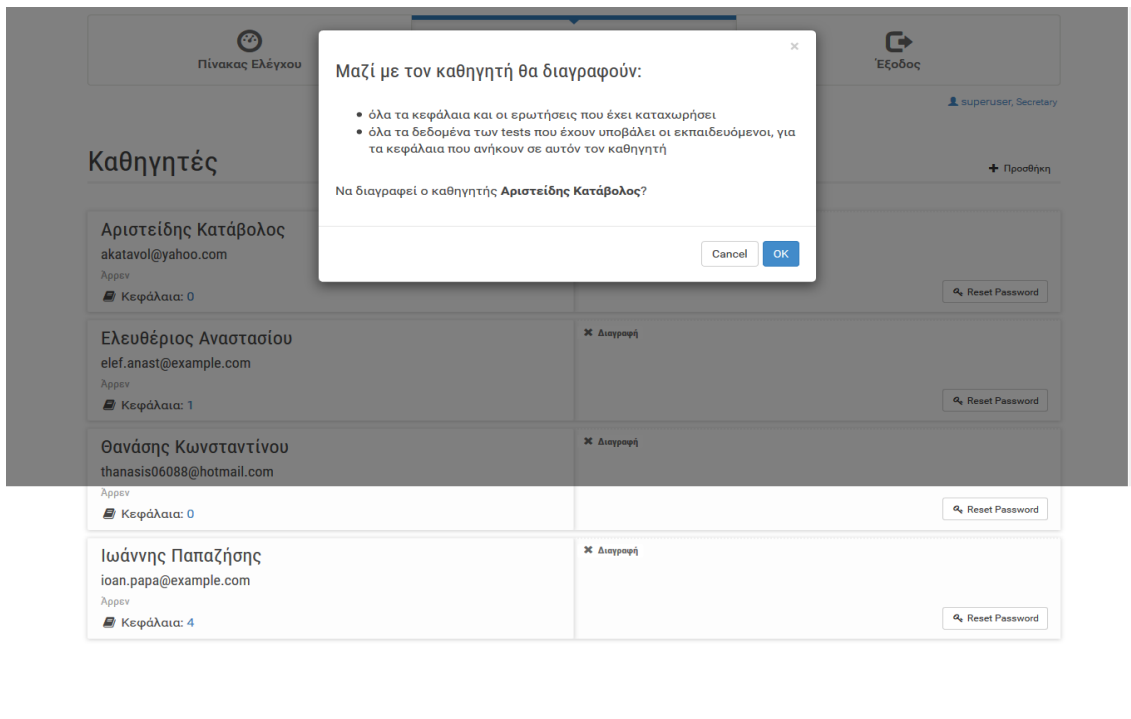 Πίνακας Ελέγχου
Έξοδος
×
Μαζί με τον καθηγητή θα διαγραφούν:
όλα τα κεφάλαια και οι ερωτήσεις που έχει καταχωρήσει
όλα τα δεδομένα των tests που έχουν υποβάλει οι εκπαιδευόμενοι, για
τα κεφάλαια που ανήκουν σε αυτόν τον καθηγητή
Να διαγραφεί ο καθηγητής Αριστείδης Κατάβολος?
Cancel OK
superuser, Secretary
Καθηγητές
Προσθήκη
Αριστείδης Κατάβολος
akatavol@yahoo.com
Άρρεν
Κεφάλαια: 0
Reset Password
Ελευθέριος Αναστασίου
Διαγραφή
elef.anast@example.com
Άρρεν
Κεφάλαια: 1
Reset Password
Θανάσης Κωνσταντίνου
Διαγραφή
thanasis06088@hotmail.com
Άρρεν
Κεφάλαια: 0
Reset Password
Ιωάννης Παπαζήσης
Διαγραφή
ioan.papa@example.com
Άρρεν
Κεφάλαια: 4
Reset Password